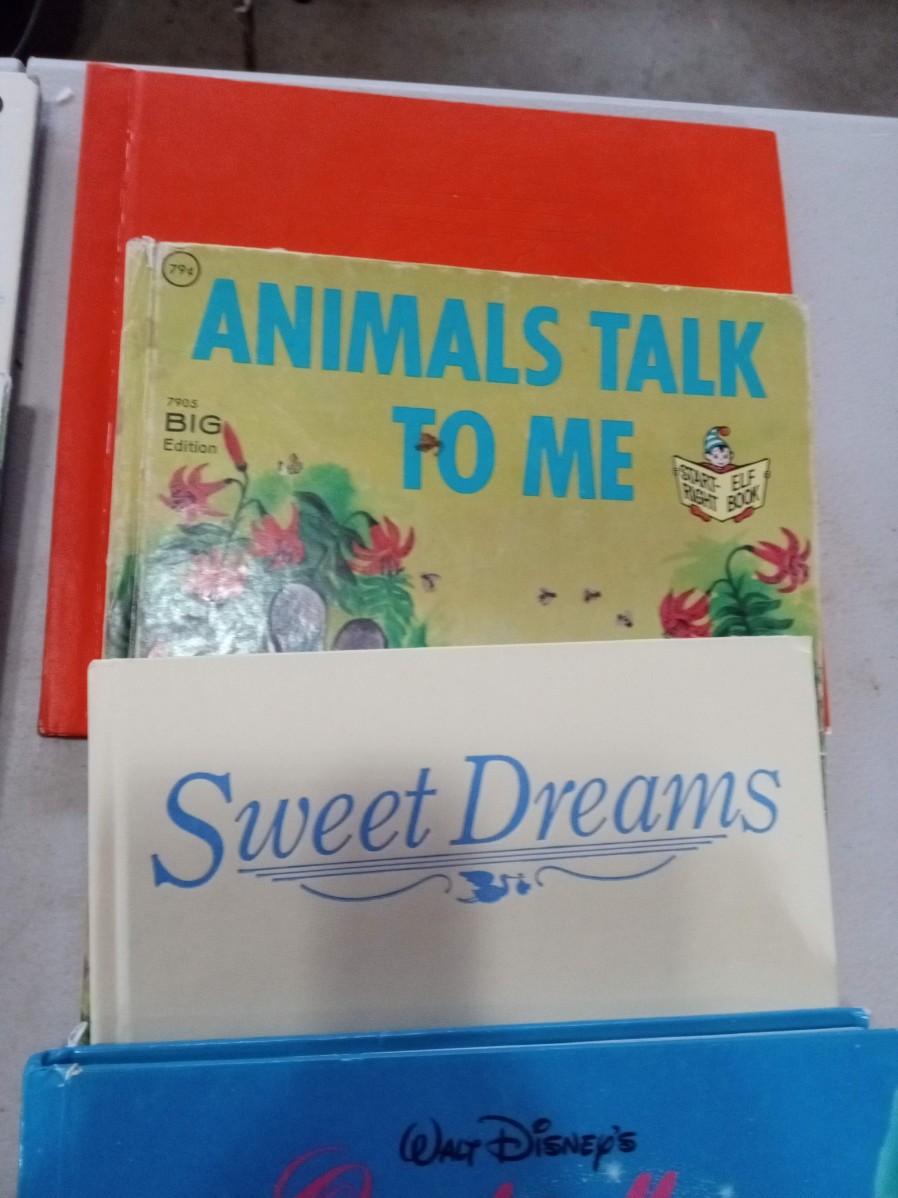 79¢
ANIMALS TALK
TO ME
7905
BIG
Edition
START-RIGHT ELF BOOK
Sweet Dreams
WALT DISNEY'S